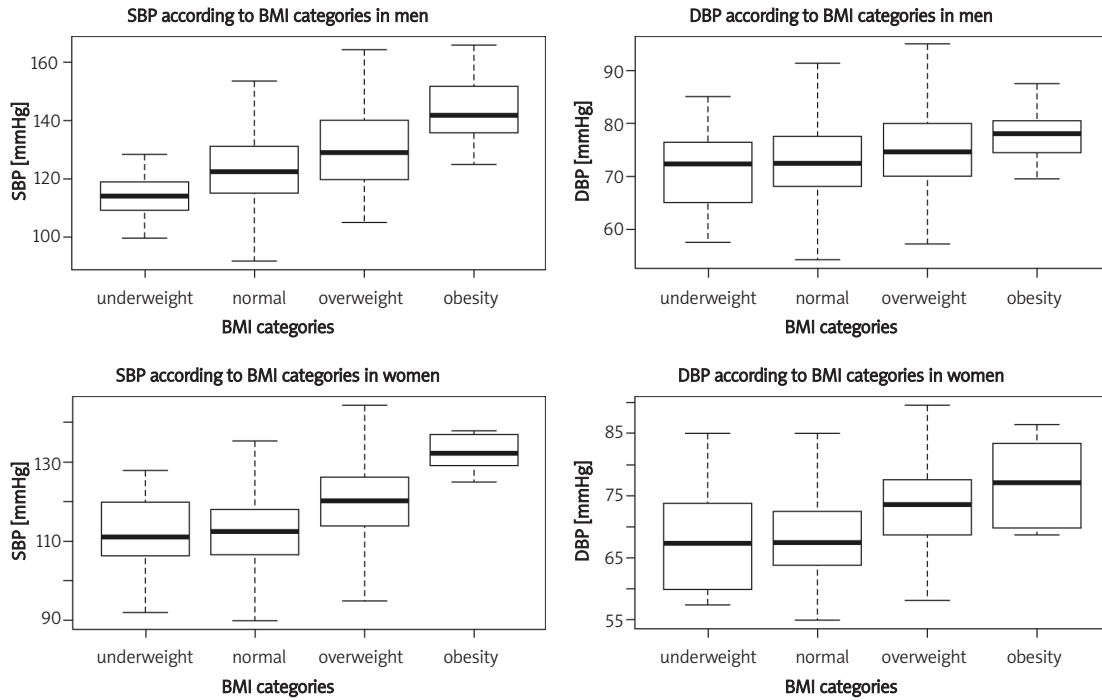 SBP according to BMI categories in men
SBP [mmHg]
160
140
120
100
underweight normal overweight obesity
BMI categories
DBP according to BMI categories in men
DBP [mmHg]
90
80
70
60
underweight normal overweight obesity
BMI categories
SBP according to BMI categories in women
SBP [mmHg]
130
110
90
underweight normal overweight obesity
BMI categories
DBP according to BMI categories in women
DBP [mmHg]
85
75
65
55
underweight normal overweight obesity
BMI categories